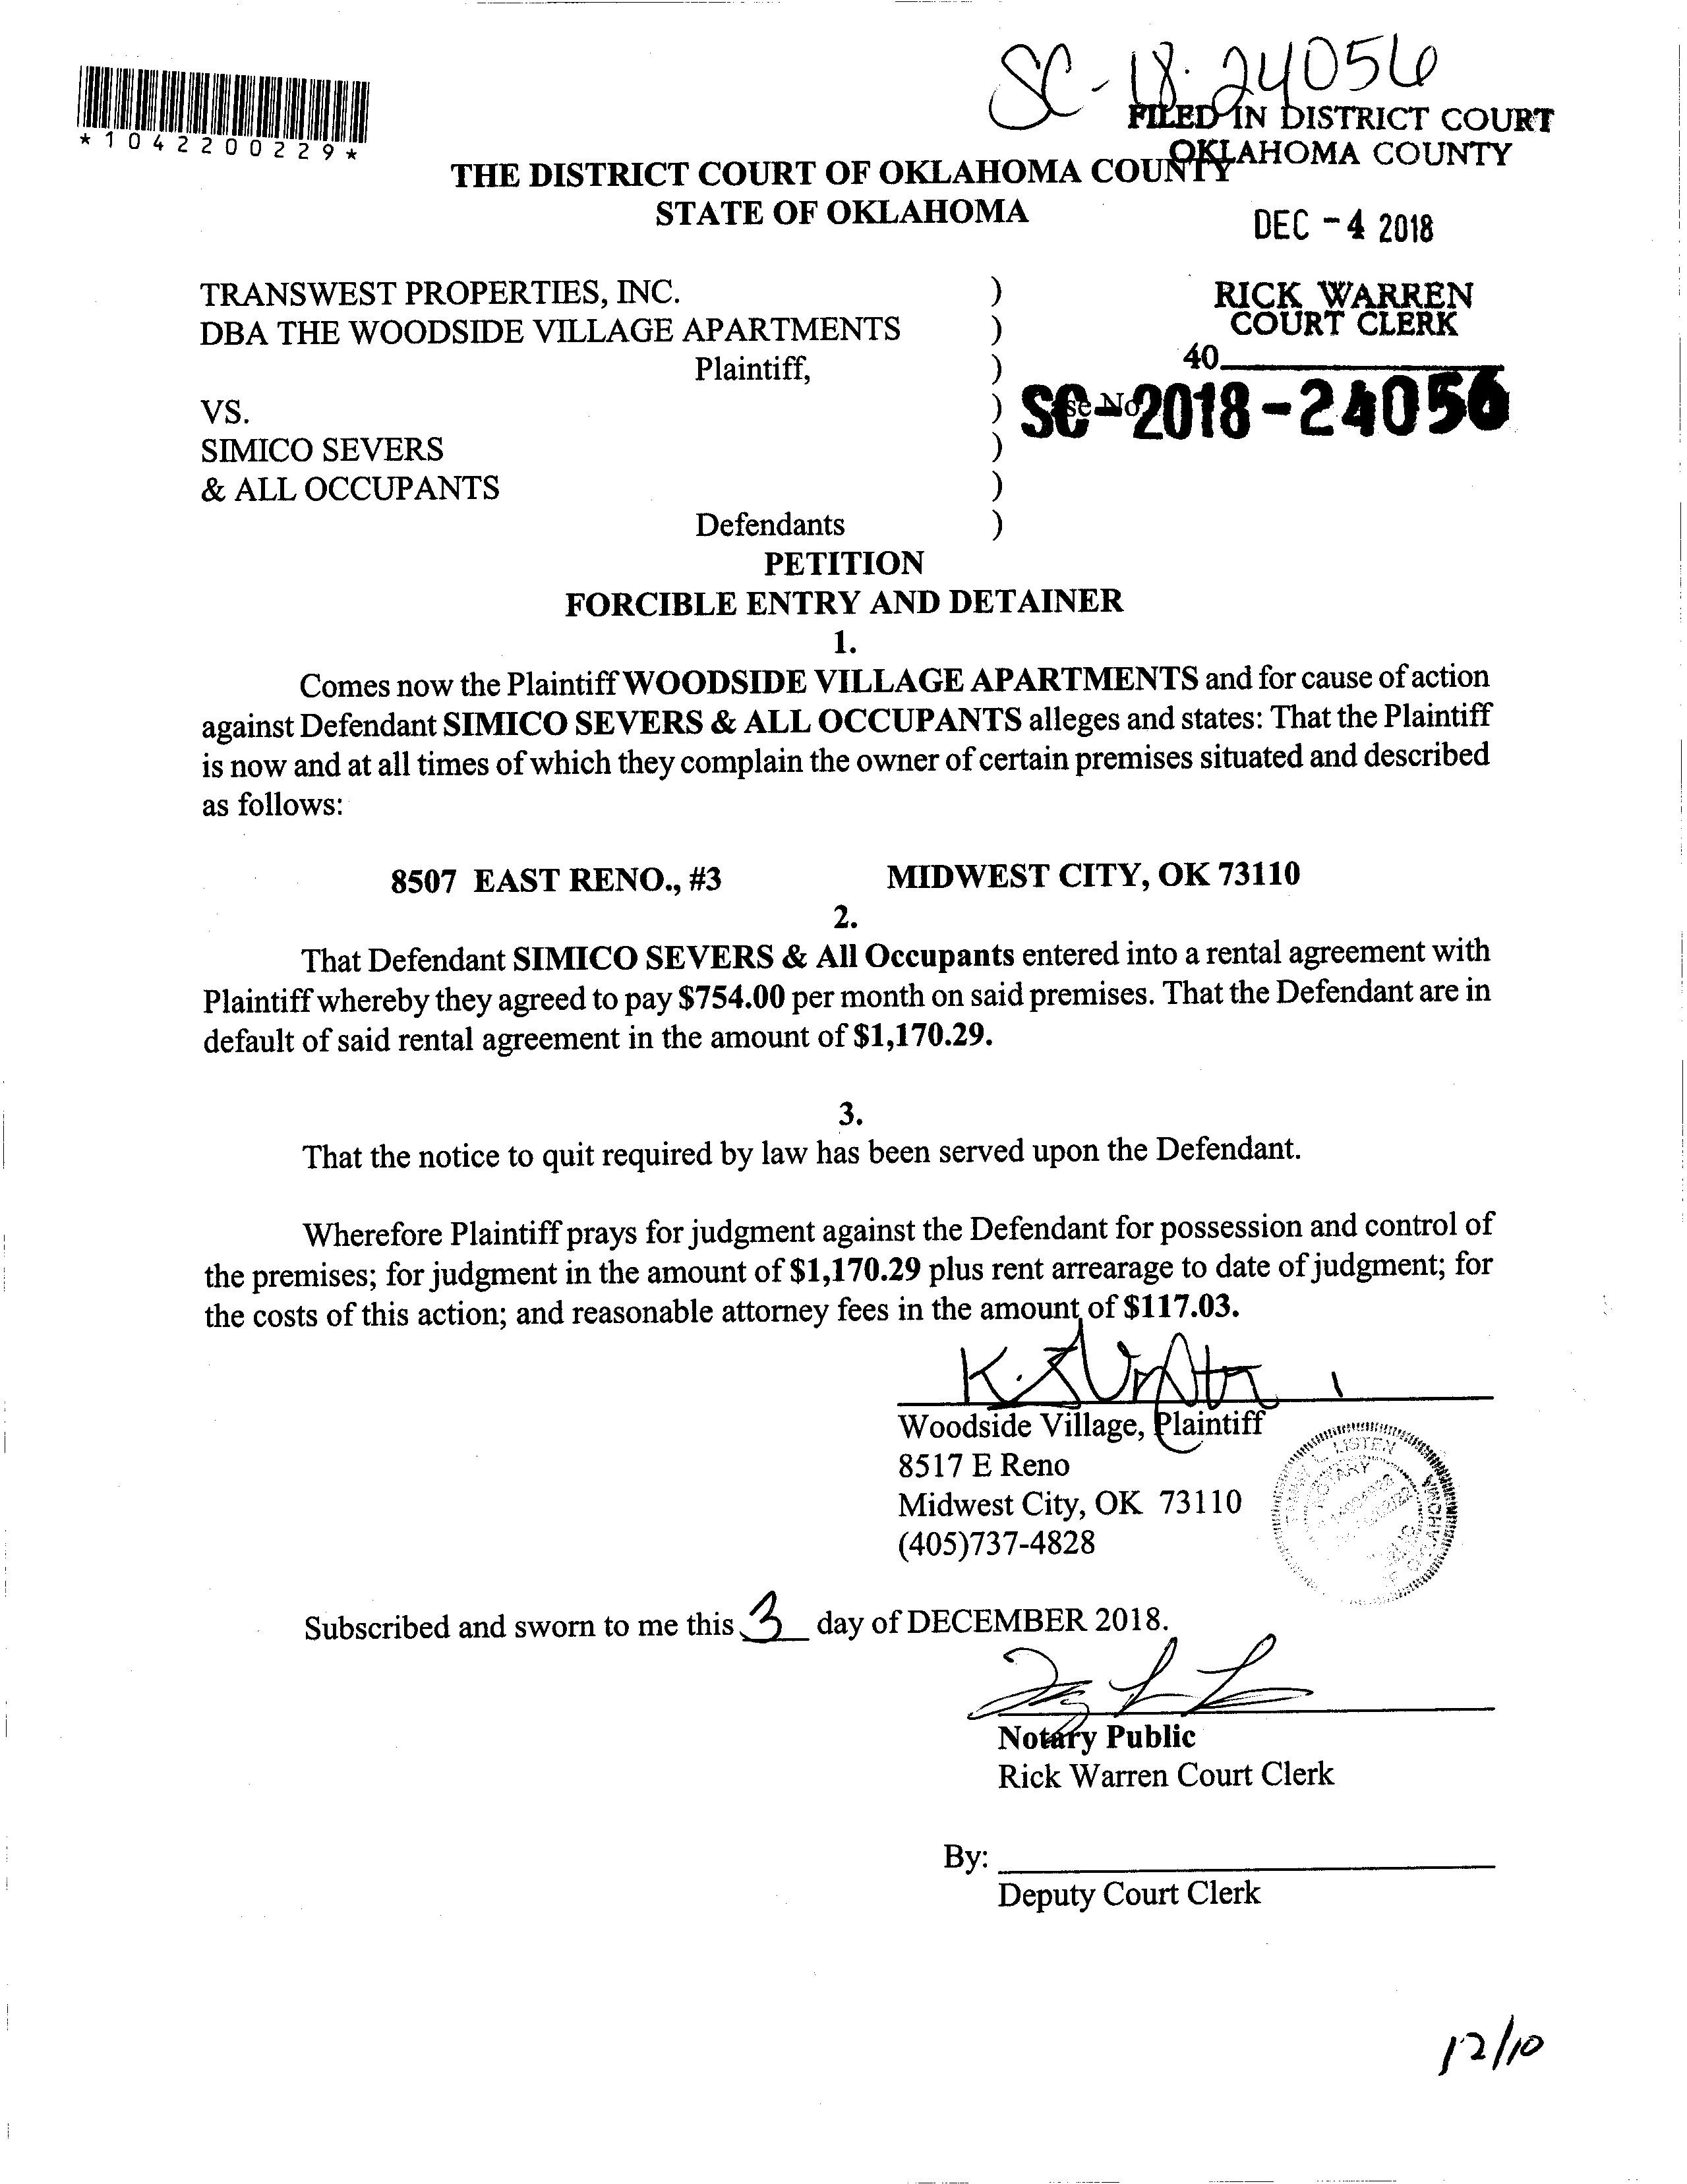 SC-18-24056
*1042200229*
FILED IN DISTRICT COURT
OKLAHOMA COUNTY
THE DISTRICT COURT OF OKLAHOMA COUNTY
STATE OF OKLAHOMA
DEC -4 2018
TRANSWEST PROPERTIES, INC. )
DBA THE WOODSIDE VILLAGE APARTMENTS )
Plaintiff, )
RICK WARREN
COURT CLERK
40
VS. )
SC-2018-24056
SIMICO SEVERS )
& ALL OCCUPANTS )
Defendants )
PETITION
FORCIBLE ENTRY AND DETAINER
1.
Comes now the Plaintiff WOODSIDE VILLAGE APARTMENTS and for cause of action
against Defendant SIMICO SEVERS & ALL OCCUPANTS alleges and states: That the Plaintiff
is now and at all times of which they complain the owner of certain premises situated and described
as follows:
8507 EAST RENO., #3 MIDWEST CITY, OK 73110
2.
That Defendant SIMICO SEVERS & All Occupants entered into a rental agreement with
Plaintiff whereby they agreed to pay $754.00 per month on said premises. That the Defendant are in
default of said rental agreement in the amount of $1,170.29.
3.
That the notice to quit required by law has been served upon the Defendant.
Wherefore Plaintiff prays for judgment against the Defendant for possession and control of
the premises; for judgment in the amount of $1,170.29 plus rent arrearage to date of judgment; for
the costs of this action; and reasonable attorney fees in the amount of $117.03.
Woodside Village, Plaintiff
8517 E Reno
Midwest City, OK 73110
(405)737-4828
LISTEN
NOTARY
OKLAHOMA
Subscribed and sworn to me this 3 day of DECEMBER 2018.
Notary Public
Rick Warren Court Clerk
By:
Deputy Court Clerk
12/10